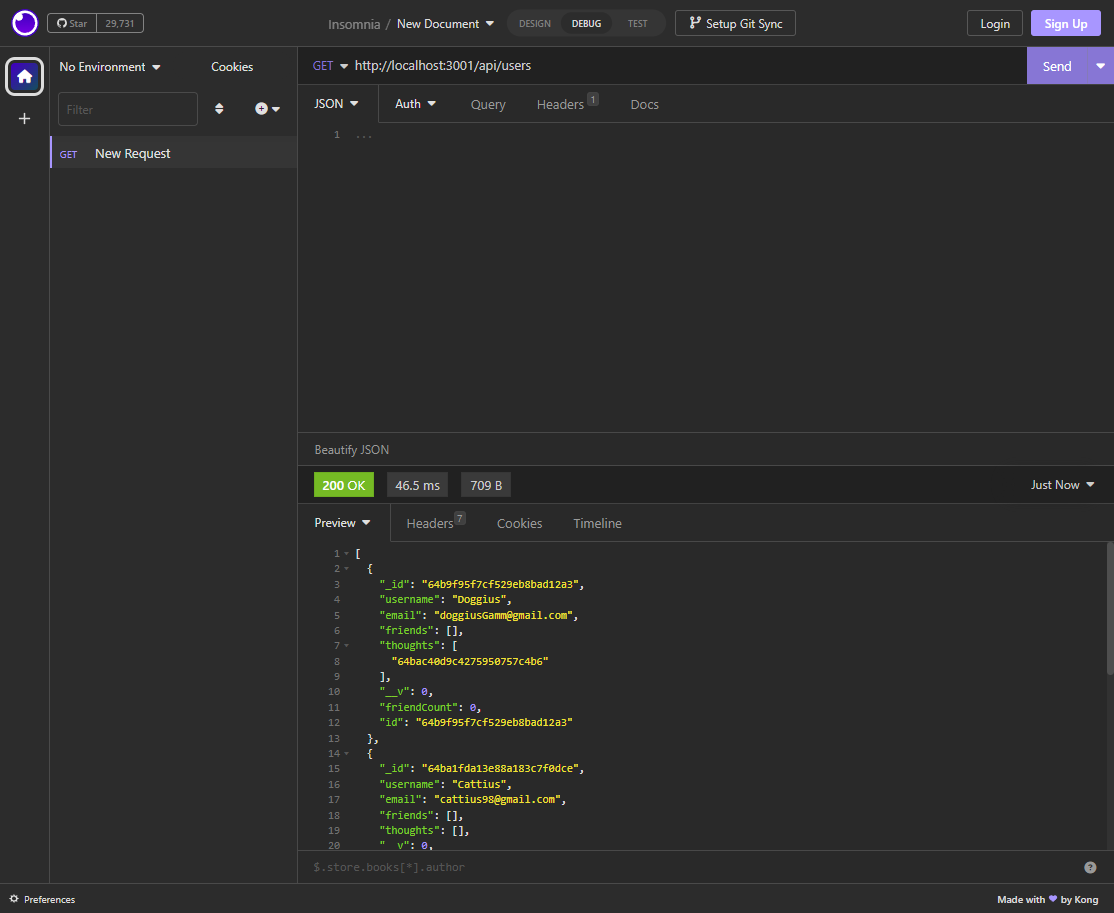 Star 29,731 Insomnia / New Document DESIGN DEBUG TEST Setup Git Sync Login Sign Up
No Environment Cookies GET http://localhost:3001/api/users Send
Filter JSON Auth Query Headers 1 Docs
1 ...
GET New Request
Beautify JSON
200 OK 46.5 ms 709 B Just Now
Preview Headers 7 Cookies Timeline
1 [
2 {
3 "_id": "64b9f95f7cf529eb8bad12a3",
4 "username": "Doggius",
5 "email": "doggiusGamm@gmail.com",
6 "friends": [],
7 "thoughts": [
8 "64bac40d9c4275950757c4b6"
9 ],
10 "__v": 0,
11 "friendCount": 0,
12 "id": "64b9f95f7cf529eb8bad12a3"
13 },
14 {
15 "_id": "64ba1fda13e88a183c7f0dce",
16 "username": "Cattius",
17 "email": "cattius98@gmail.com",
18 "friends": [],
19 "thoughts": [],
20 "__v": 0,
$.store.books[*].author
Preferences Made with ♥ by Kong